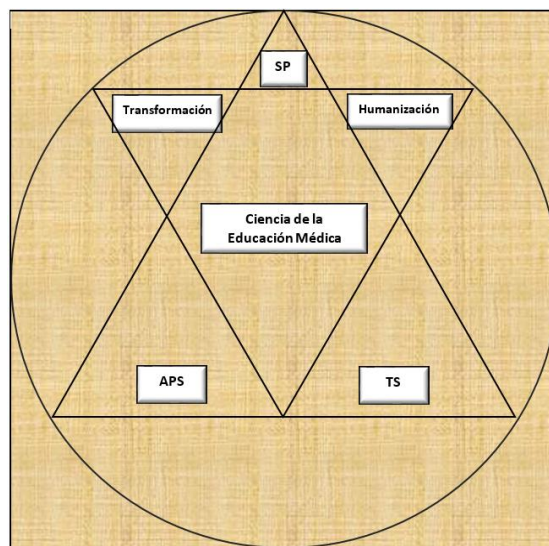 SP
Transformación
Humanización
Ciencia de la
Educación Médica
APS
TS